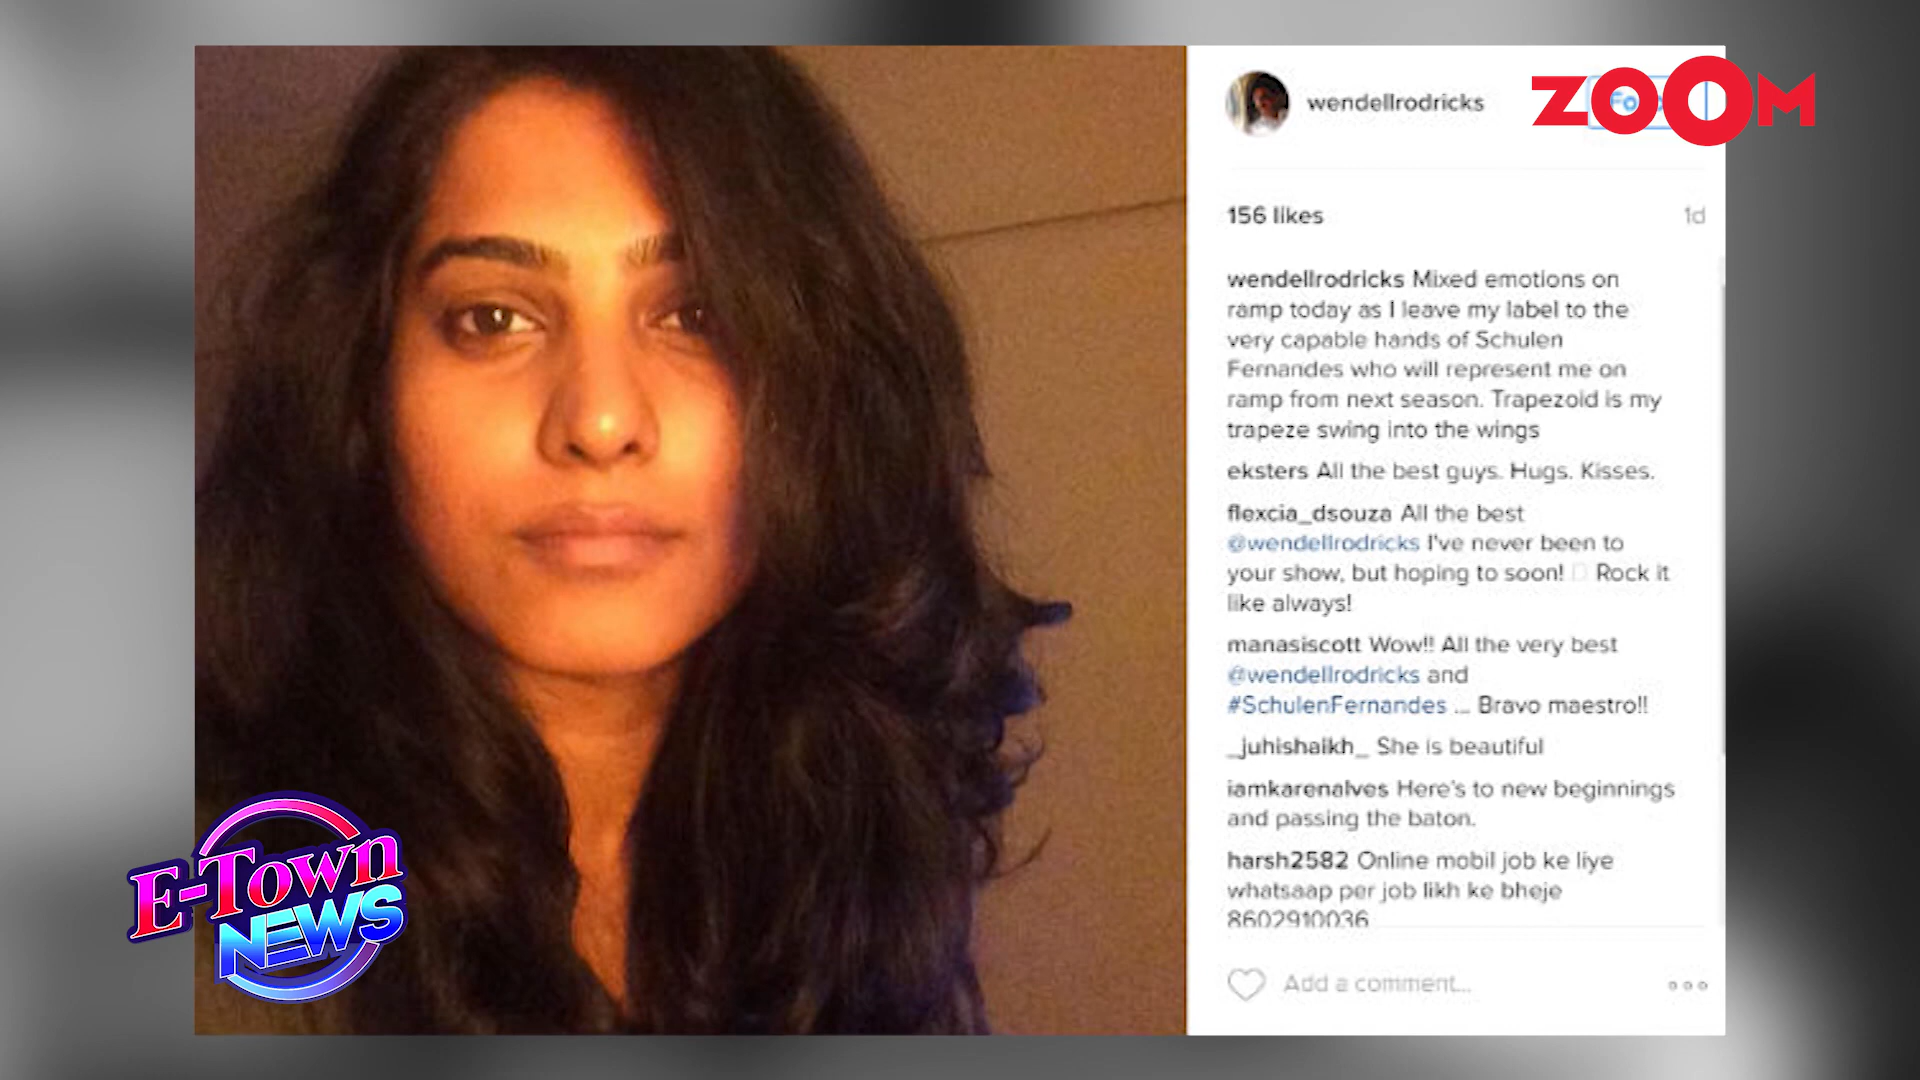 wendellrodricks
ZOOM
156 likes
1d
wendellrodricks Mixed emotions on
ramp today as I leave my label to the
very capable hands of Schulen
Fernandes who will represent me on
ramp from next season. Trapezoid is my
trapeze swing into the wings
eksters All the best guys. Hugs. Kisses.
flexcia_dsouza All the best
@wendellrodricks I've never been to
your show, but hoping to soon! Rock it
like always!
manasiscott Wow!! All the very best
@wendellrodricks and
#SchulenFernandes ... Bravo maestro!!
_juhishaikh_ She is beautiful
iamkarenalves Here's to new beginnings
and passing the baton.
harsh2582 Online mobil job ke liye
whatsaap per job likh ke bheje
8602910036
Add a comment...
E-Town
NEWS